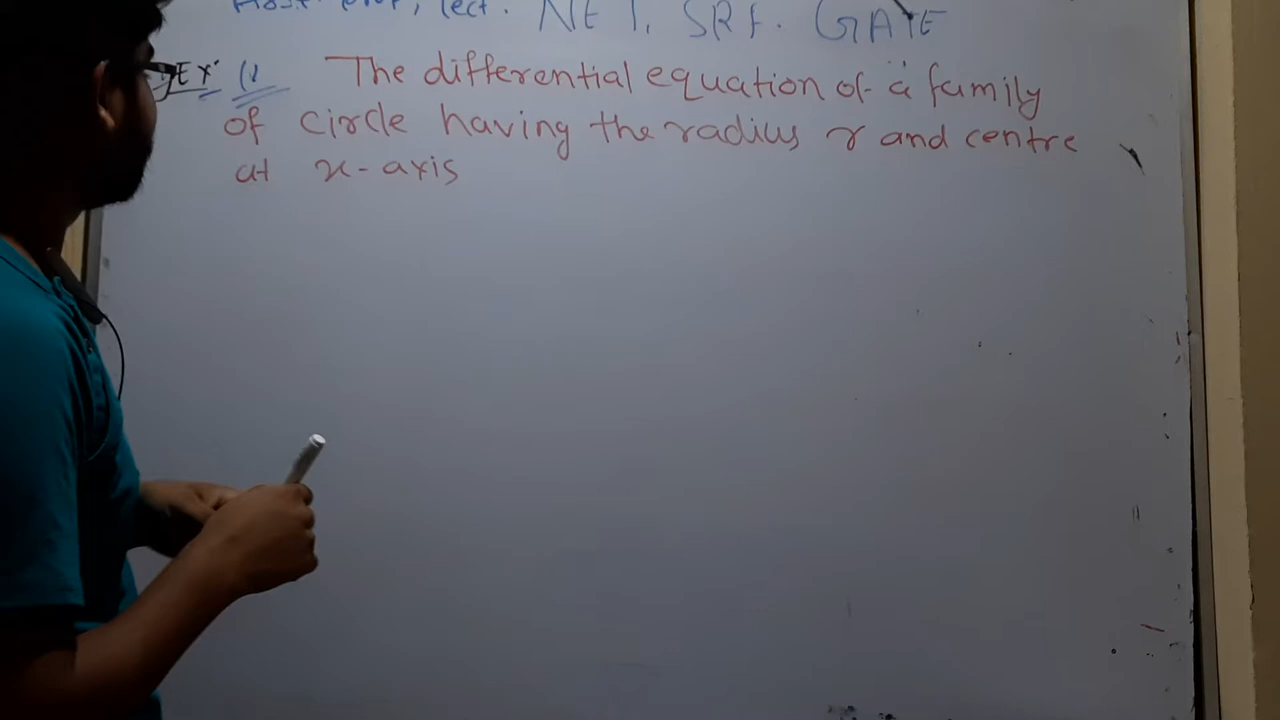 lect. NET, SRF. GATE
Ex. (1) The differential equation of a family
of circle having the radius r and centre
at x-axis